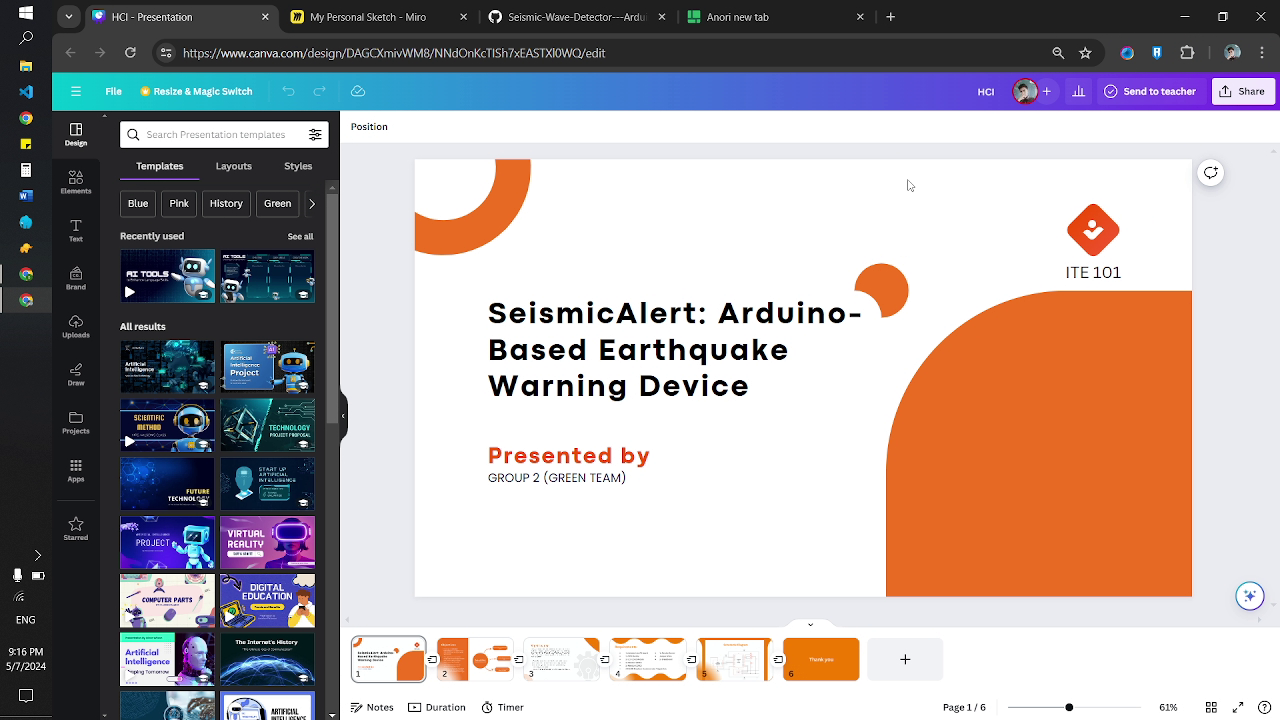 HCI - Presentation
My Personal Sketch - Miro
Seismic-Wave-Detector---Ardu
Anori new tab
https://www.canva.com/design/DAGCXmivWM8/NNdOnKcTlSh7xEA5TXl0WQ/edit
File
Resize & Magic Switch
HCI
Send to teacher
Share
Design
Elements
Text
Brand
Uploads
Draw
Projects
Apps
Starred
Search Presentation templates
Templates
Layouts
Styles
Blue
Pink
History
Green
Recently used
See all
AI TOOLS
AI TOOLS
All results
Artificial
Intelligence
Artificial
Intelligence
Project
SCIENTIFIC
METHOD
TECHNOLOGY
PROJECT PROPOSAL
FUTURE
TECHNOLOGY
START UP
ARTIFICIAL
INTELLIGENCE
PROJECT
VIRTUAL
REALITY
COMPUTER PARTS
DIGITAL
EDUCATION
Artificial
Intelligence
Shaping Tomorrow
The Internet's History
ARTIFICIAL
Position
ITE 101
SeismicAlert: Arduino-
Based Earthquake
Warning Device
Presented by
GROUP 2 (GREEN TEAM)
1
2
3
4
5
6
Thank you
Notes
Duration
Timer
Page 1 / 6
61%
ENG
5:16 PM
5/7/2024